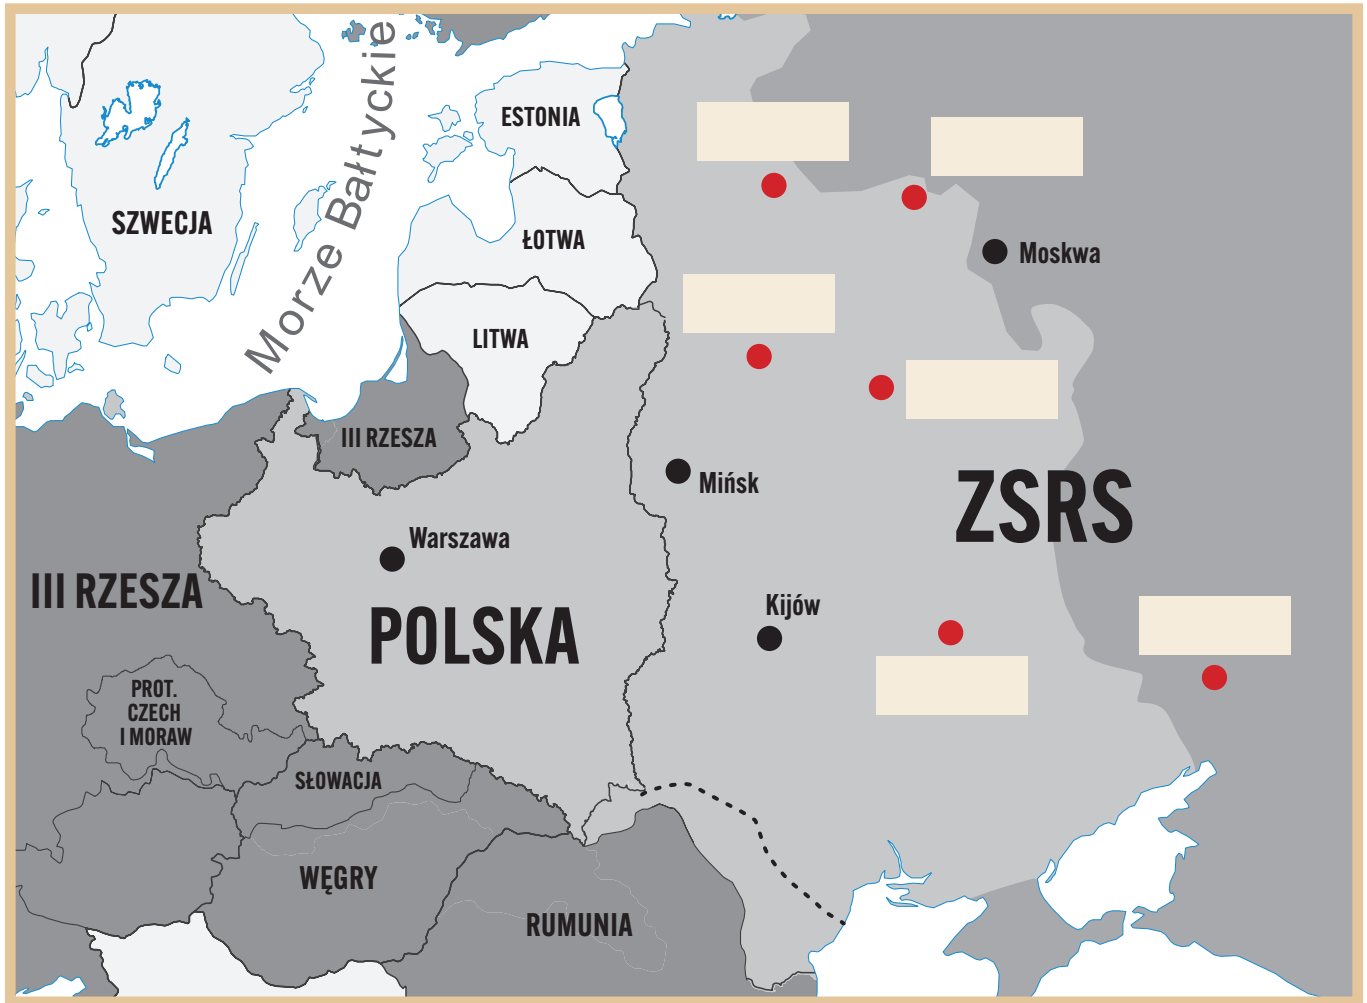 Morze Bałtyckie
ESTONIA
SZWECJA
ŁOTWA
Moskwa
LITWA
III RZESZA
Mińsk
ZSRS
Warszawa
III RZESZA
POLSKA
Kijów
PROT.
CZECH
I MORAW
SŁOWACJA
WĘGRY
RUMUNIA